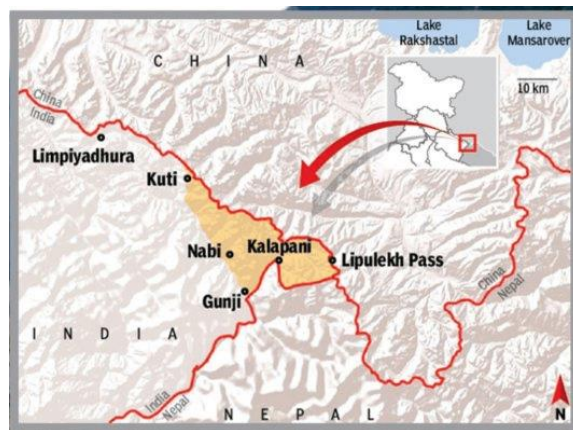 Lake
Rakshastal
Lake
Mansarover
C H I N A
10 km
China
India
Limpiyadhura
Kuti
Nabi
Kalapani
Lipulekh Pass
Gunji
China
Nepal
I N D I A
India
Nepal
N E P A L
N